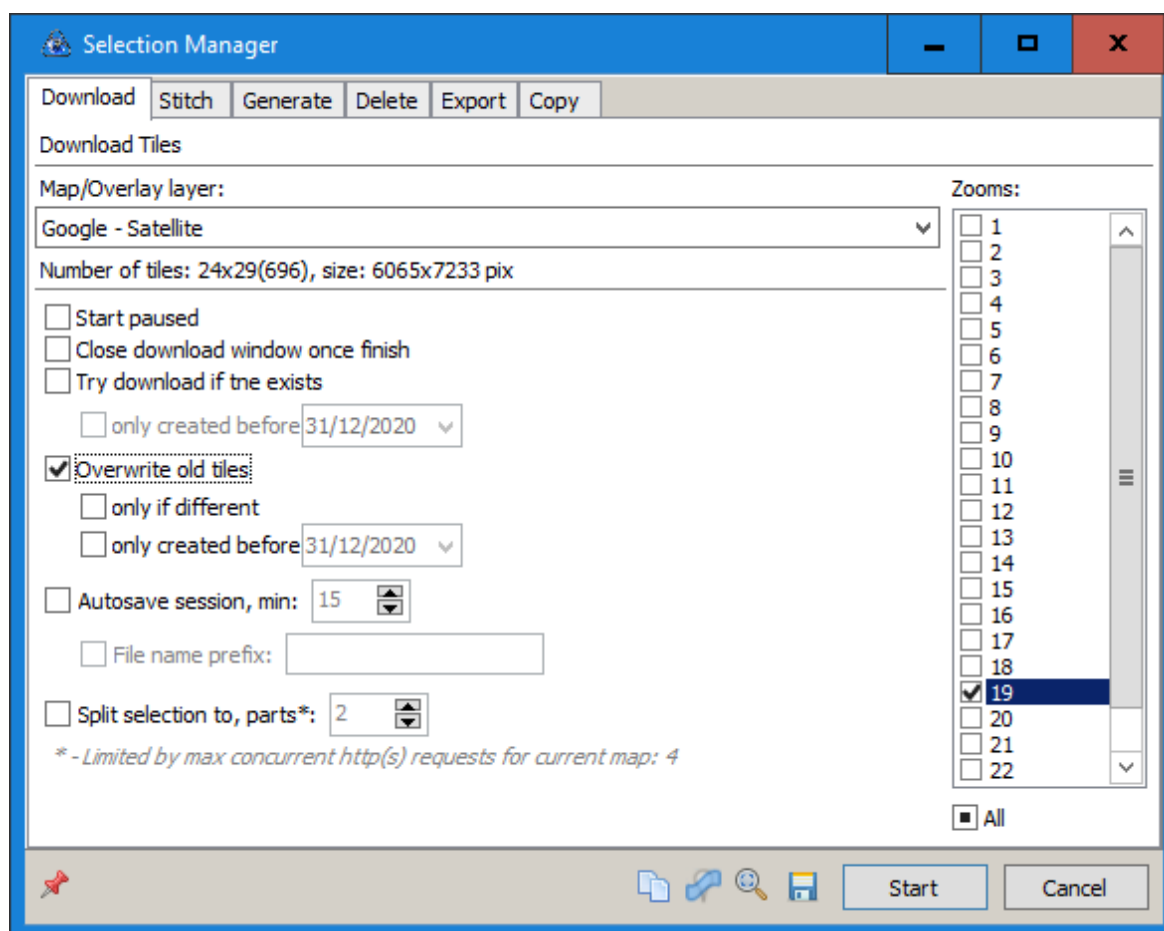 Selection Manager
Download Stitch Generate Delete Export Copy
Download Tiles
Map/Overlay layer:
Google - Satellite
Number of tiles: 24x29(696), size: 6065x7233 pix
Start paused
Close download window once finish
Try download if tne exists
only created before 31/12/2020
Overwrite old tiles
only if different
only created before 31/12/2020
Autosave session, min: 15
File name prefix:
Split selection to, parts*: 2
* - Limited by max concurrent http(s) requests for current map: 4
Zooms:
1
2
3
4
5
6
7
8
9
10
11
12
13
14
15
16
17
18
19
20
21
22
All
Start Cancel